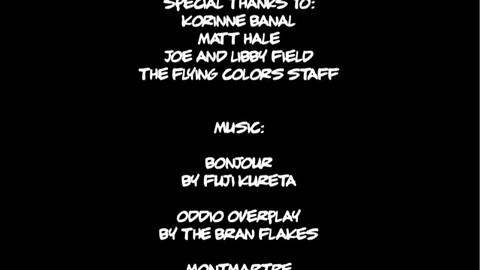 SPECIAL THANKS TO:
KORINNE BANAL
MATT HALE
JOE AND LIBBY FIELD
THE FLYING COLORS STAFF
MUSIC:
BONJOUR
BY FUJI KURETA
ODDIO OVERPLAY
BY THE BRAN FLAKES
MONTMARTRE